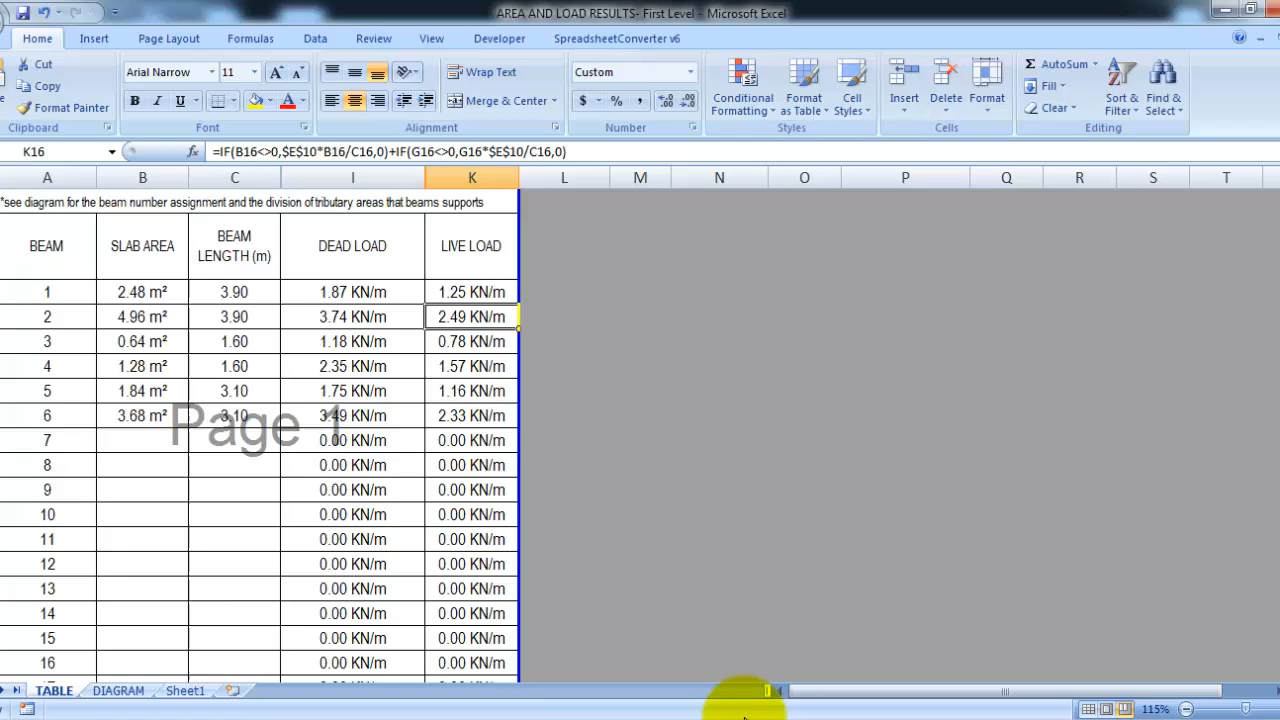 AREA AND LOAD RESULTS- First Level - Microsoft Excel
Home Insert Page Layout Formulas Data Review View Developer SpreadsheetConverter v6
Cut
Copy
Format Painter
Clipboard
Arial Narrow 11
B I U A
Font
Wrap Text
Merge & Center
Alignment
Custom
$ % ,
Number
Conditional Formatting
Format as Table
Cell Styles
Styles
Insert Delete Format
Cells
Σ AutoSum
Fill
Clear
Sort & Filter
Find & Select
Editing
K16 fx =IF(B16<>0,$E$10*B16/C16,0)+IF(G16<>0,G16*$E$10/C16,0)
A B C I K L M N O P Q R S T
*see diagram for the beam number assignment and the division of tributary areas that beams supports
BEAM SLAB AREA BEAM LENGTH (m) DEAD LOAD LIVE LOAD
1 2.48 m² 3.90 1.87 KN/m 1.25 KN/m
2 4.96 m² 3.90 3.74 KN/m 2.49 KN/m
3 0.64 m² 1.60 1.18 KN/m 0.78 KN/m
4 1.28 m² 1.60 2.35 KN/m 1.57 KN/m
5 1.84 m² 3.10 1.75 KN/m 1.16 KN/m
6 3.68 m² 3.10 3.49 KN/m 2.33 KN/m
Page 1
7 0.00 KN/m 0.00 KN/m
8 0.00 KN/m 0.00 KN/m
9 0.00 KN/m 0.00 KN/m
10 0.00 KN/m 0.00 KN/m
11 0.00 KN/m 0.00 KN/m
12 0.00 KN/m 0.00 KN/m
13 0.00 KN/m 0.00 KN/m
14 0.00 KN/m 0.00 KN/m
15 0.00 KN/m 0.00 KN/m
16 0.00 KN/m 0.00 KN/m
TABLE DIAGRAM Sheet1
115%